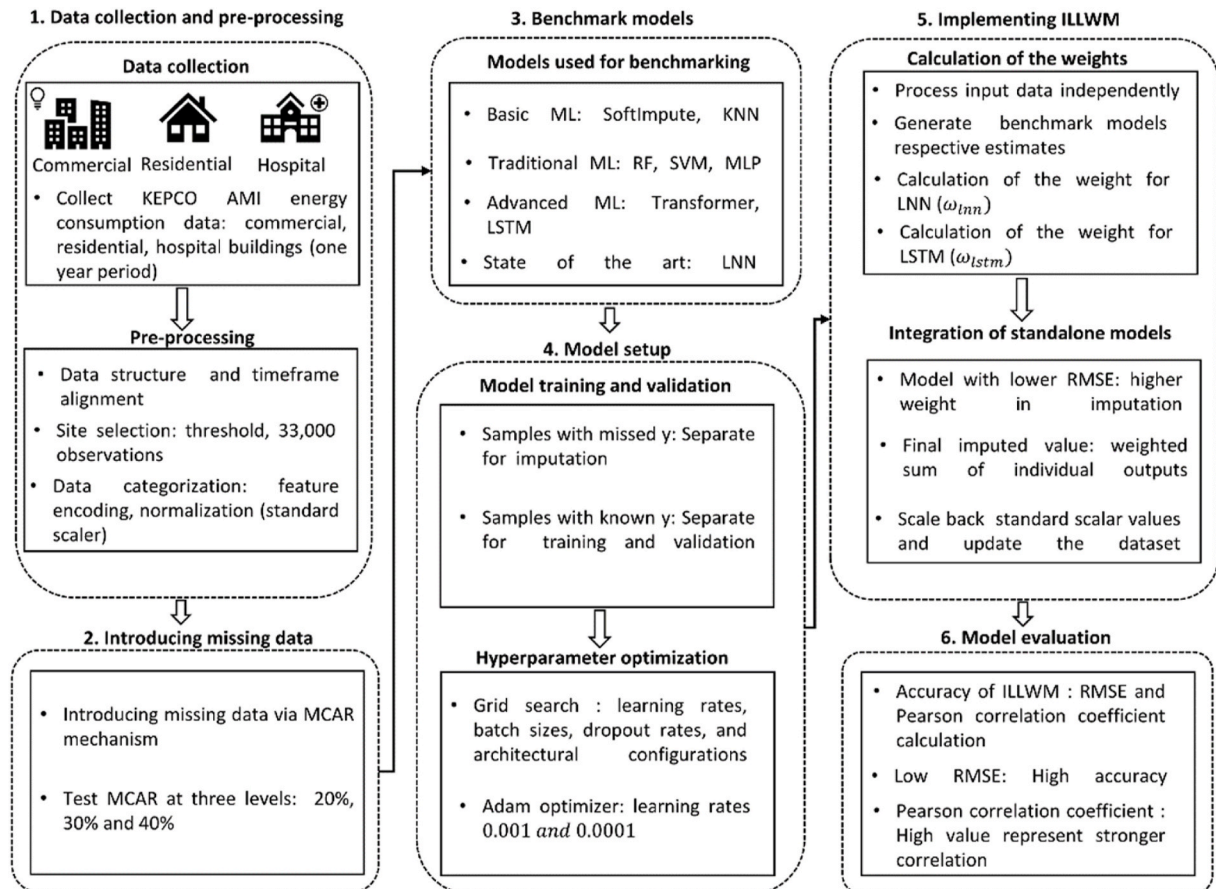 1. Data collection and pre-processing
Data collection
Commercial
Residential
Hospital
• Collect KEPCO AMI energy
consumption data: commercial,
residential, hospital buildings (one
year period)
Pre-processing
• Data structure and timeframe
alignment
• Site selection: threshold, 33,000
observations
• Data categorization: feature
encoding, normalization (standard
scaler)
2. Introducing missing data
• Introducing missing data via MCAR
mechanism
• Test MCAR at three levels: 20%,
30% and 40%
3. Benchmark models
Models used for benchmarking
• Basic ML: SoftImpute, KNN
• Traditional ML: RF, SVM, MLP
• Advanced ML: Transformer,
LSTM
• State of the art: LNN
4. Model setup
Model training and validation
• Samples with missed y: Separate
for imputation
• Samples with known y: Separate
for training and validation
Hyperparameter optimization
• Grid search : learning rates,
batch sizes, dropout rates, and
architectural configurations
• Adam optimizer: learning rates
0.001 and 0.0001
5. Implementing ILLWM
Calculation of the weights
• Process input data independently
• Generate benchmark models
respective estimates
• Calculation of the weight for
LNN (ω_lnn)
• Calculation of the weight for
LSTM (ω_lstm)
Integration of standalone models
• Model with lower RMSE: higher
weight in imputation
• Final imputed value: weighted
sum of individual outputs
• Scale back standard scalar values
and update the dataset
6. Model evaluation
• Accuracy of ILLWM : RMSE and
Pearson correlation coefficient
calculation
• Low RMSE: High accuracy
• Pearson correlation coefficient :
High value represent stronger
correlation